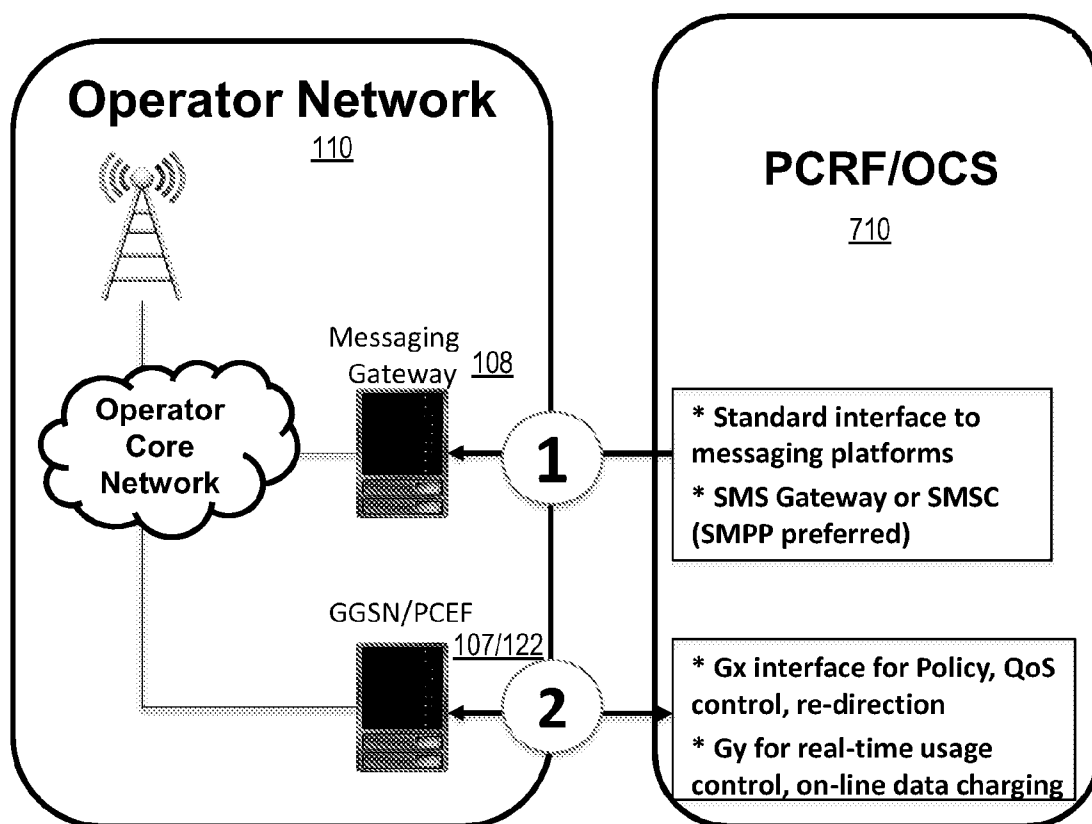 Operator Network
110
PCRF/OCS
710
Messaging
Gateway 108
Operator
Core
Network
1
* Standard interface to
messaging platforms
* SMS Gateway or SMSC
(SMPP preferred)
GGSN/PCEF
107/122
2
* Gx interface for Policy, QoS
control, re-direction
* Gy for real-time usage
control, on-line data charging